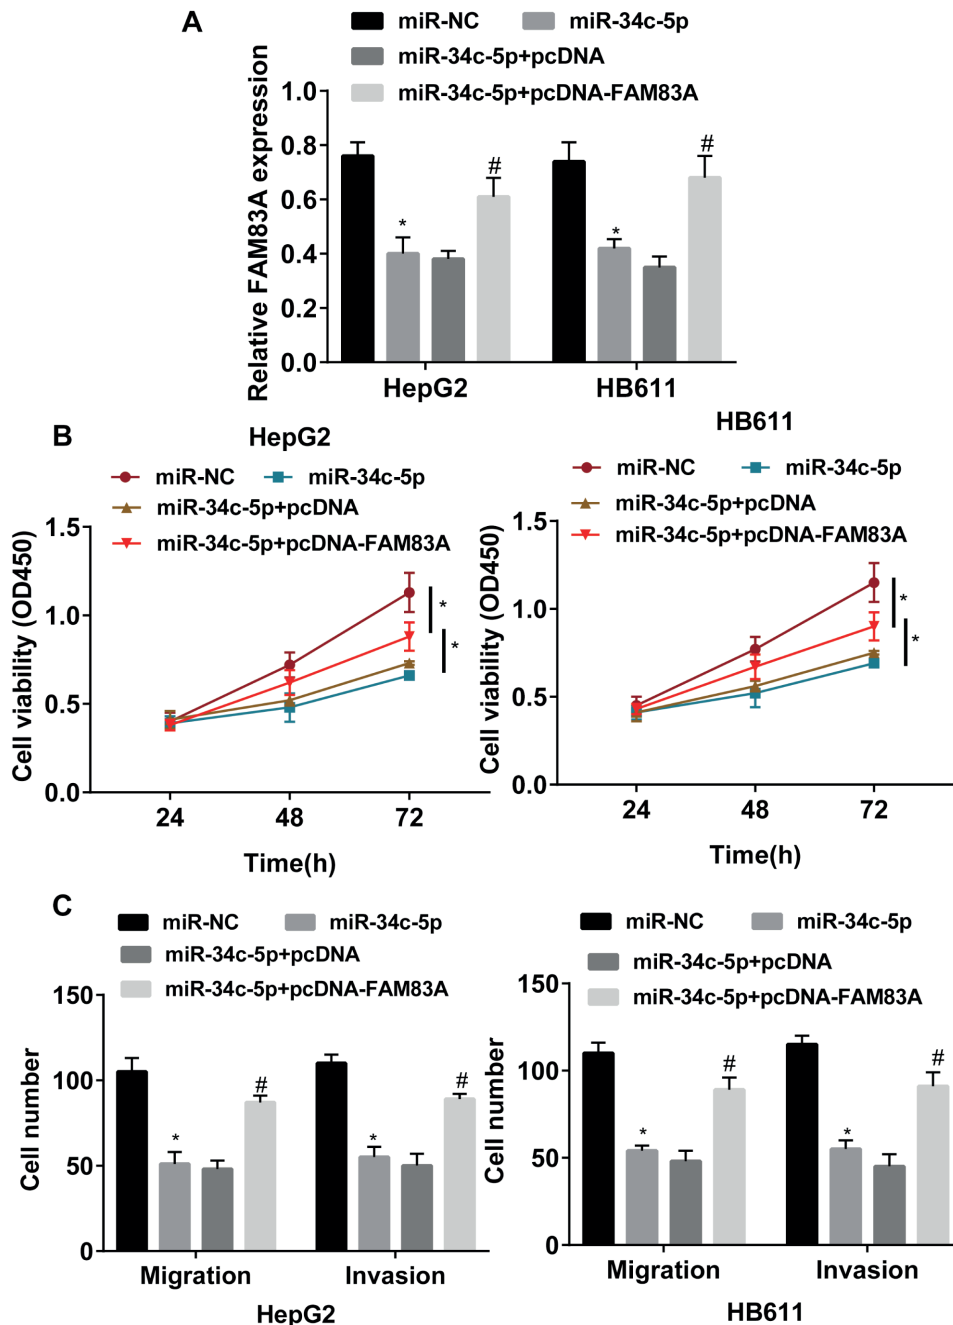 A
miR-NC miR-34c-5p
miR-34c-5p+pcDNA
miR-34c-5p+pcDNA-FAM83A
Relative FAM83A expression
1.0
0.8
0.6
0.4
0.2
0.0
* # * #
HepG2 HB611
B
HepG2
miR-NC miR-34c-5p
miR-34c-5p+pcDNA
miR-34c-5p+pcDNA-FAM83A
Cell viability (OD450)
1.5
1.0
0.5
0.0
*
*
24 48 72
Time(h)
HB611
miR-NC miR-34c-5p
miR-34c-5p+pcDNA
miR-34c-5p+pcDNA-FAM83A
Cell viability (OD450)
1.5
1.0
0.5
0.0
*
*
24 48 72
Time(h)
C
miR-NC miR-34c-5p
miR-34c-5p+pcDNA
miR-34c-5p+pcDNA-FAM83A
Cell number
150
100
50
0
* # * #
Migration Invasion
HepG2
miR-NC miR-34c-5p
miR-34c-5p+pcDNA
miR-34c-5p+pcDNA-FAM83A
Cell number
150
100
50
0
* # * #
Migration Invasion
HB611